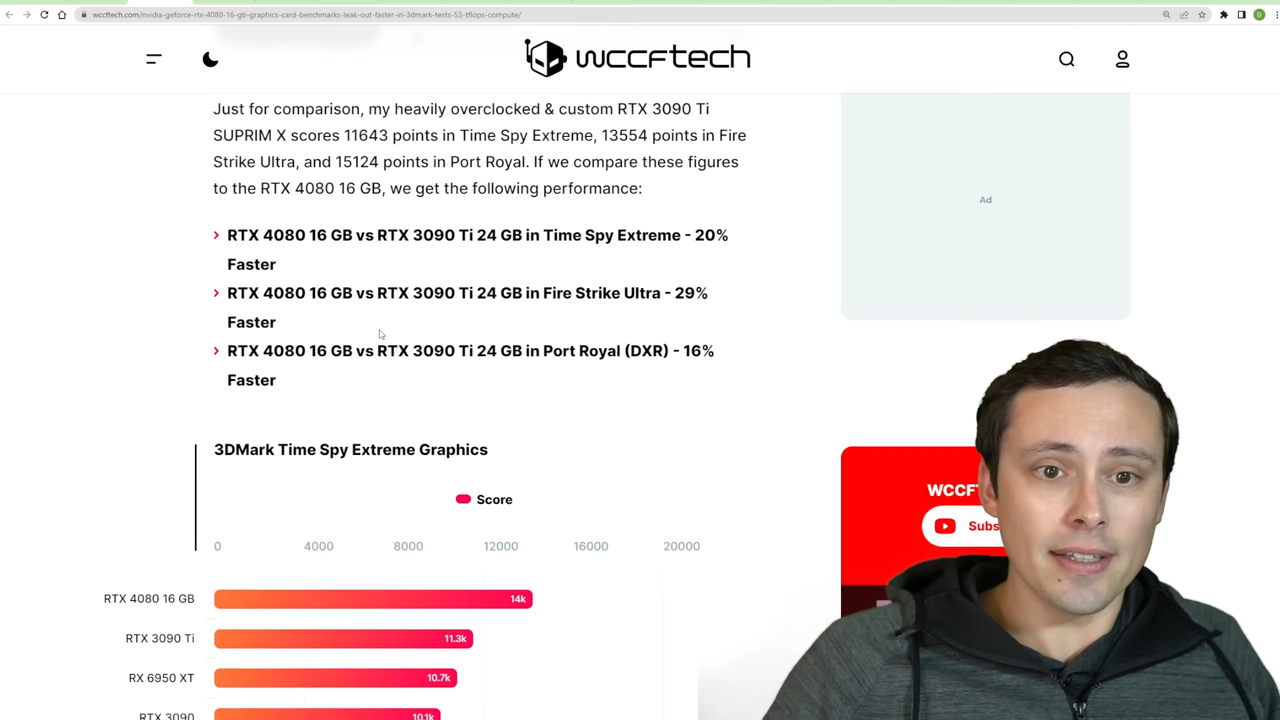 wccftech.com/nvidia-geforce-rtx-4080-16-gb-graphics-card-benchmarks-leak-out-faster-in-3dmark-tests-53-tflops-compute/
D
wccftech
Just for comparison, my heavily overclocked & custom RTX 3090 Ti
SUPRIM X scores 11643 points in Time Spy Extreme, 13554 points in Fire
Strike Ultra, and 15124 points in Port Royal. If we compare these figures
to the RTX 4080 16 GB, we get the following performance:
RTX 4080 16 GB vs RTX 3090 Ti 24 GB in Time Spy Extreme - 20%
Faster
RTX 4080 16 GB vs RTX 3090 Ti 24 GB in Fire Strike Ultra - 29%
Faster
RTX 4080 16 GB vs RTX 3090 Ti 24 GB in Port Royal (DXR) - 16%
Faster
Ad
3DMark Time Spy Extreme Graphics
Score
0 4000 8000 12000 16000 20000
RTX 4080 16 GB 14k
RTX 3090 Ti 11.3k
RX 6950 XT 10.7k
RTX 3090 10.1k
WCCFT
Subs